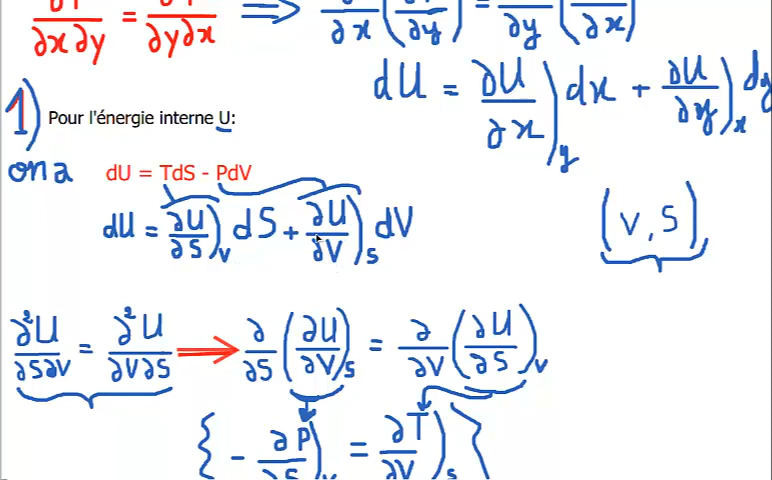 ∂x∂y = ∂y∂x ⟹ ∂x (∂y) = ∂y (∂x)
dU = ∂U/∂x)y dx + ∂U/∂y)x dy
1) Pour l'énergie interne U:
on a dU = TdS - PdV
dU = ∂U/∂S)V dS + ∂U/∂V)S dV (V, S)
∂²U/∂S∂V = ∂²U/∂V∂S ⟹ ∂/∂S (∂U/∂V)S = ∂/∂V (∂U/∂S)V
{ - ∂P/∂S)V = ∂T/∂V)S }